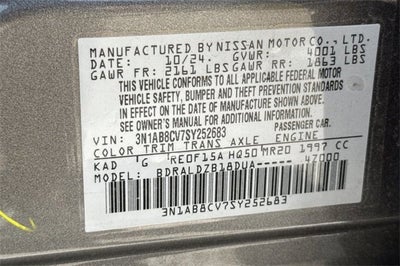 MANUFACTURED BY NISSAN MOTOR CO., LTD.
DATE: 10/24. GVWR: 4001 LBS
GAWR FR: 2161 LBS GAWR RR: 1863 LBS
THIS VEHICLE CONFORMS TO ALL APPLICABLE FEDERAL MOTOR
VEHICLE SAFETY, BUMPER AND THEFT PREVENTION STANDARDS
IN EFFECT ON THE DATE OF MANUFACTURE SHOWN ABOVE.
SEE OWNER'S MANUAL FOR ADDITIONAL INFORMATION
VIN: 3N1AB8CV7SY252683 PASSENGER CAR.
COLOR TRIM TRANS AXLE ENGINE
KAD G RE0F15A HQ50 MR20 1997 CC
MODEL: BDRALDZB18DUA----- 4Z000
3N1AB8CV7SY252683